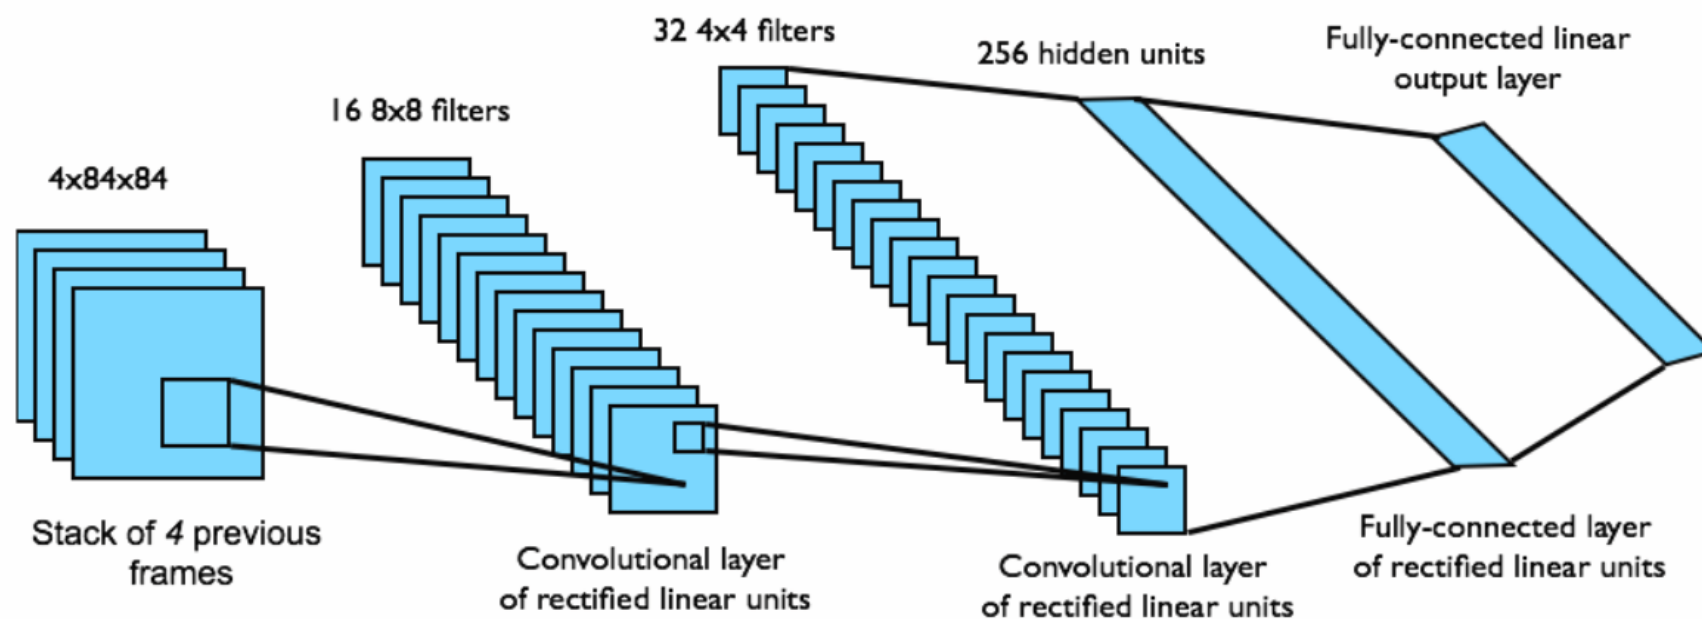 4x84x84
Stack of 4 previous
frames
16 8x8 filters
Convolutional layer
of rectified linear units
32 4x4 filters
Convolutional layer
of rectified linear units
256 hidden units
Fully-connected layer
of rectified linear units
Fully-connected linear
output layer